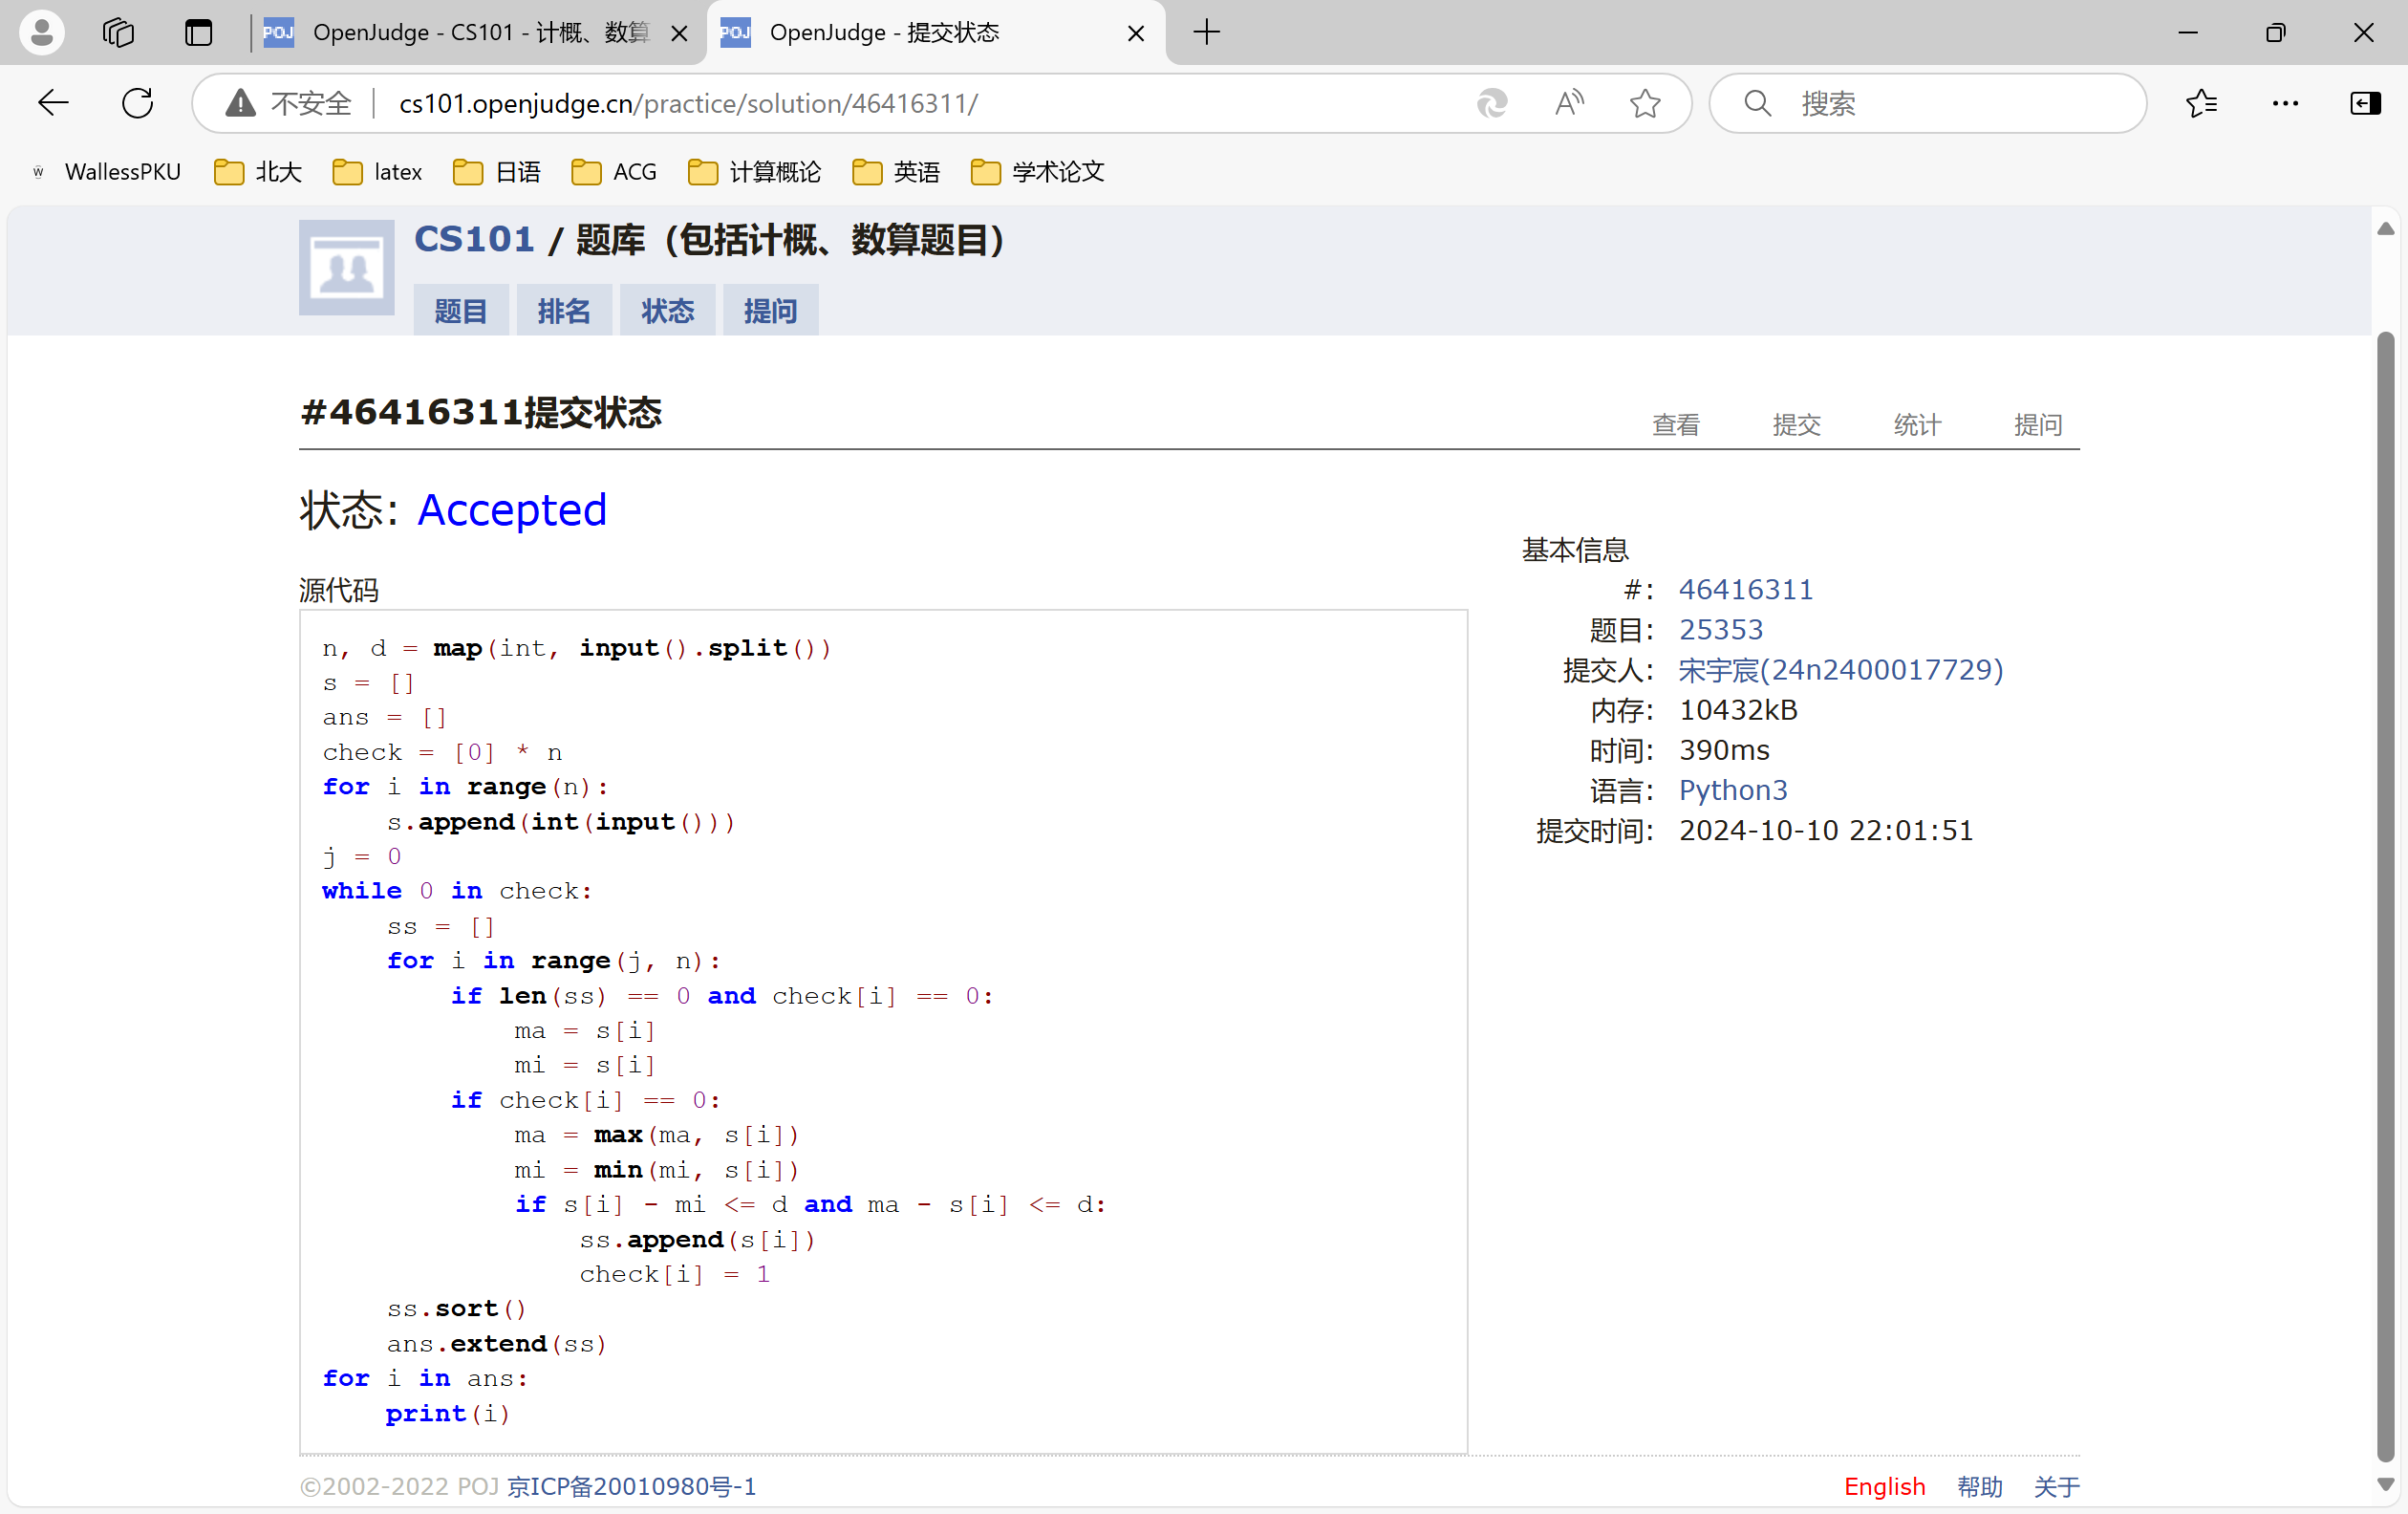 OpenJudge - CS101 - 计概、数算
OpenJudge - 提交状态
不安全
cs101.openjudge.cn/practice/solution/46416311/
搜索
WallessPKU
北大
latex
日语
ACG
计算概论
英语
学术论文
CS101 / 题库（包括计概、数算题目）
题目 排名 状态 提问
#46416311提交状态
查看 提交 统计 提问
状态: Accepted
基本信息
#: 46416311
题目: 25353
提交人: 宋宇宸(24n2400017729)
内存: 10432kB
时间: 390ms
语言: Python3
提交时间: 2024-10-10 22:01:51
源代码
n, d = map(int, input().split())
s = []
ans = []
check = [0] * n
for i in range(n):
    s.append(int(input()))
j = 0
while 0 in check:
    ss = []
    for i in range(j, n):
        if len(ss) == 0 and check[i] == 0:
            ma = s[i]
            mi = s[i]
        if check[i] == 0:
            ma = max(ma, s[i])
            mi = min(mi, s[i])
            if s[i] - mi <= d and ma - s[i] <= d:
                ss.append(s[i])
                check[i] = 1
    ss.sort()
    ans.extend(ss)
for i in ans:
    print(i)
©2002-2022 POJ 京ICP备20010980号-1
English 帮助 关于